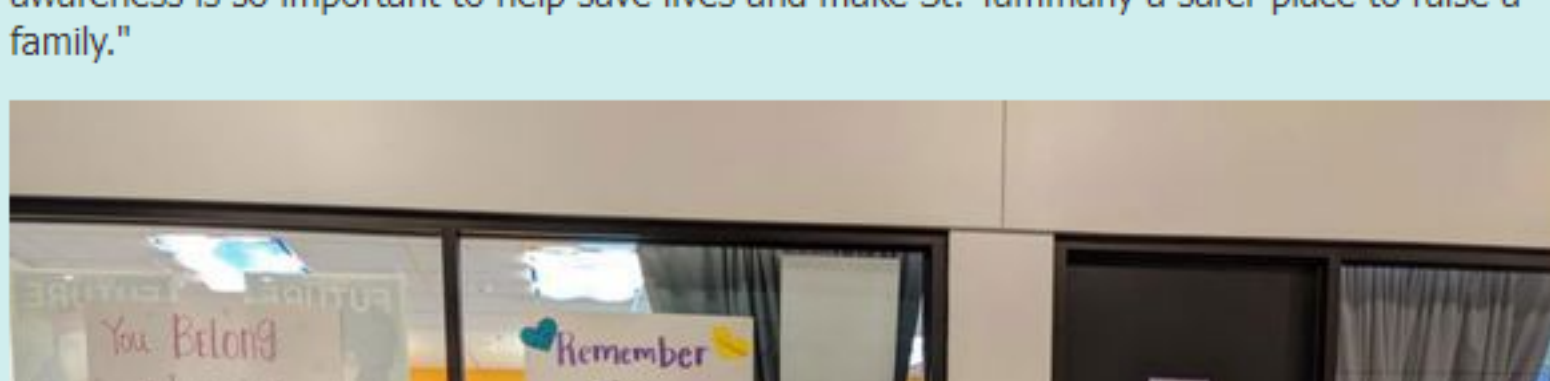 awareness is so important to help save lives and make St. Tammany a safer place to raise a
family."
You Belong
Remember